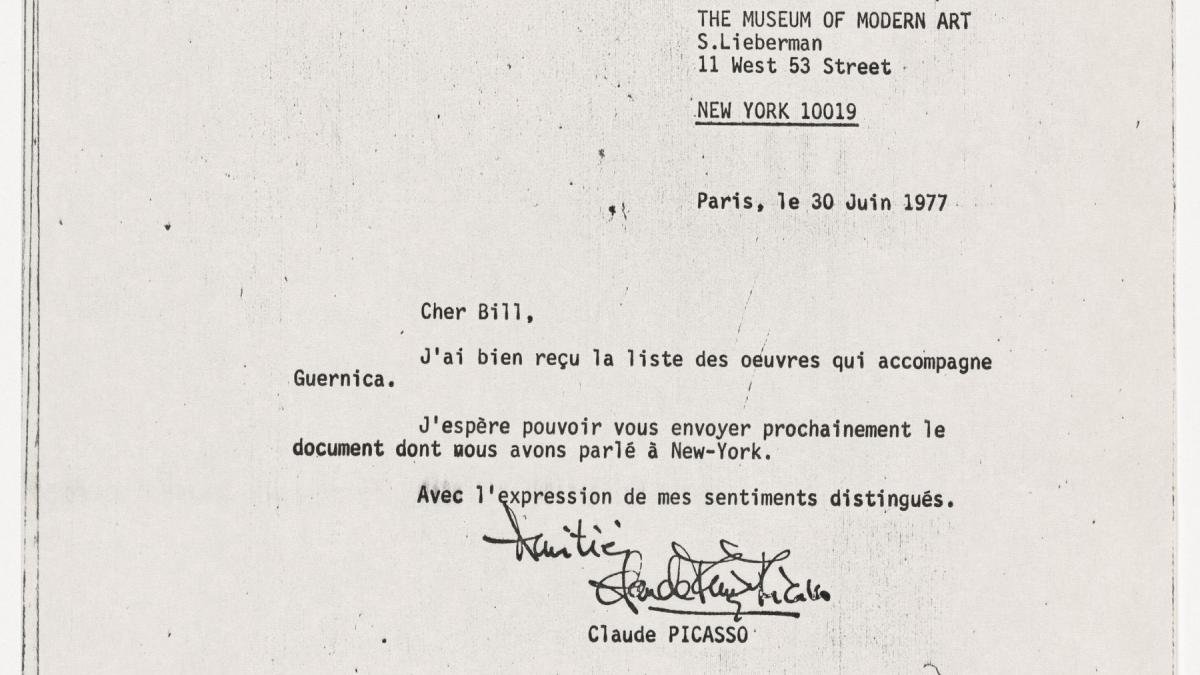 THE MUSEUM OF MODERN ART
S.Lieberman
11 West 53 Street
NEW YORK 10019
Paris, le 30 Juin 1977
Cher Bill,
J'ai bien reçu la liste des oeuvres qui accompagne
Guernica.
J'espère pouvoir vous envoyer prochainement le
document dont nous avons parlé à New-York.
Avec l'expression de mes sentiments distingués.
Amitié,
Claude PICASSO